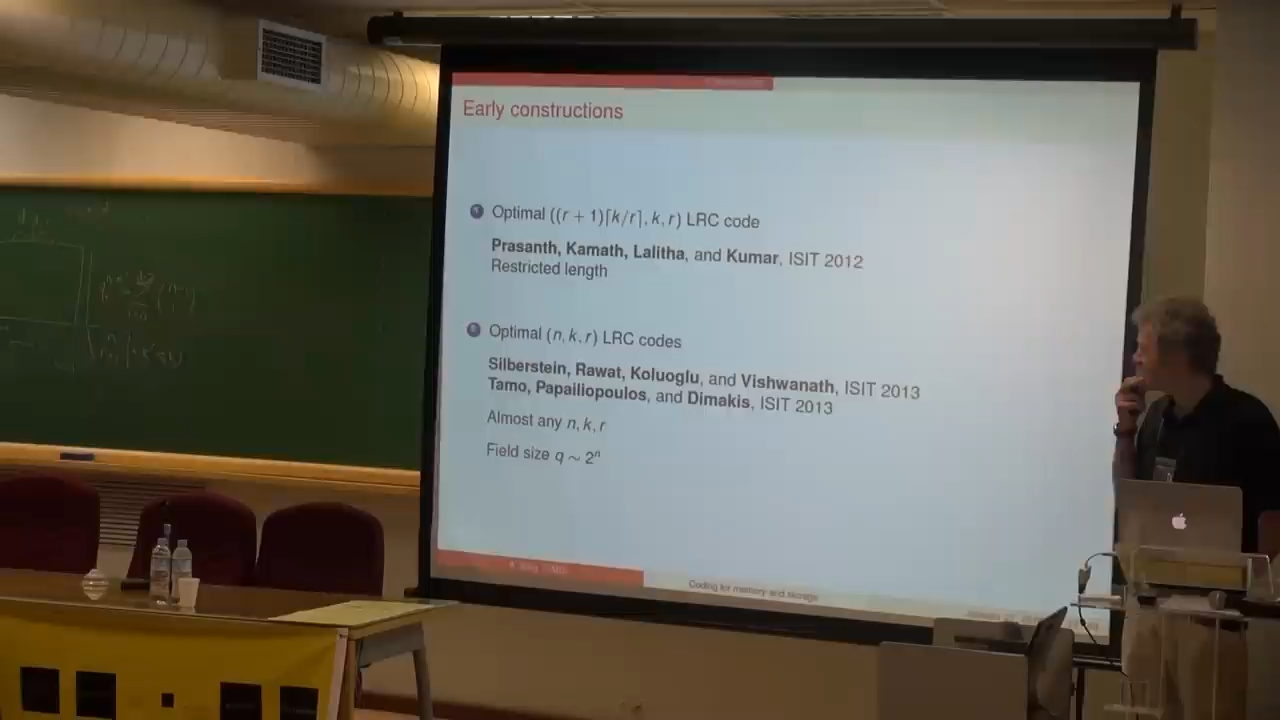 Early constructions
Optimal ((r + 1)⌈k/r⌉, k, r) LRC code
Prasanth, Kamath, Lalitha, and Kumar, ISIT 2012
Restricted length
Optimal (n, k, r) LRC codes
Silberstein, Rawat, Koluoglu, and Vishwanath, ISIT 2013
Tamo, Papailiopoulos, and Dimakis, ISIT 2013
Almost any n, k, r
Field size q ∼ 2ⁿ
Coding for memory and storage